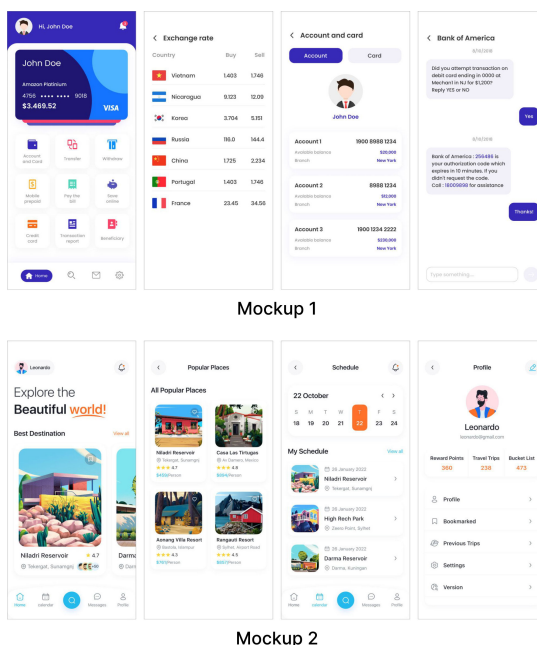 Hi, John Doe
John Doe
Amazon Platinium
4756 •••• •••• 9018
$3.469.52
VISA
Account and Card
Transfer
Withdraw
Mobile prepaid
Pay the bill
Save online
Credit card
Transaction report
Beneficiary
Home
Exchange rate
Country Buy Sell
Vietnam 1.403 1.746
Nicaragua 9.123 12.09
Korea 3.704 5.151
Russia 116.0 144.4
China 1.725 2.234
Portugal 1.403 1.746
France 23.45 34.56
Account and card
Account Card
John Doe
Account 1 1900 8988 1234
Available balance $20,000
Branch New York
Account 2 8988 1234
Available balance $12,000
Branch New York
Account 3 1900 1234 2222
Available balance $230,000
Branch New York
Bank of America
Did you attempt transaction on
debit card ending in 0000 at
Mechant in NJ for $1,200?
Reply YES or NO
Yes
Bank of America : 256486 is
your authorization code which
expires in 10 minutes. If you
didn't request the code.
Call : 18009898 for assistance
Thanks!
Type something...
Mockup 1
Leonardo
Explore the
Beautiful world!
Best Destination View all
Niladri Reservoir 4.7
Tekergat, Sunamgnj
Darma
Home Calendar Messages Profile
Popular Places
All Popular Places
Niladri Reservoir
Tekergat, Sunamgnj
4.7
Casa Las Tirtugas
4.8
Aonang Villa Resort
4.3
Rangauti Resort
Sylhet, Airport Road
4.5
Schedule
22 October
S M T W T F S
18 19 20 21 22 23 24
My Schedule View all
26 January 2022
Niladri Reservoir
Tekergat, Sunamgnj
26 January 2022
High Rech Park
Zeero Point, Sylhet
26 January 2022
Darma Reservoir
Darma, Kuningan
Home Calendar Messages Profile
Profile
Leonardo
leonardo@gmail.com
Reward Points Travel Trips Bucket List
360 238 473
Profile
Bookmarked
Previous Trips
Settings
Version
Mockup 2